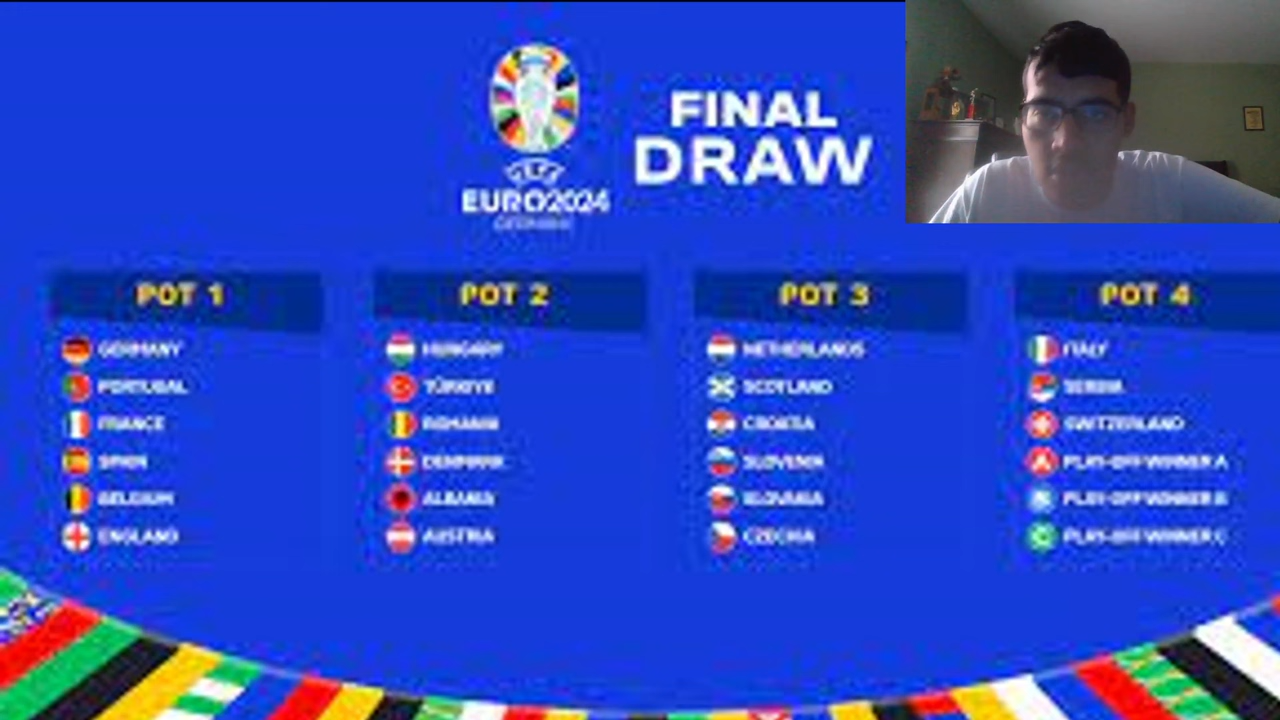 FINAL
DRAW
UEFA
EURO2024
GERMANY
POT 1
GERMANY
PORTUGAL
FRANCE
SPAIN
BELGIUM
ENGLAND
POT 2
HUNGARY
TÜRKIYE
ROMANIA
DENMARK
ALBANIA
AUSTRIA
POT 3
NETHERLANDS
SCOTLAND
CROATIA
SLOVENIA
SLOVAKIA
CZECHIA
POT 4
ITALY
SERBIA
SWITZERLAND
PLAY-OFF WINNER A
PLAY-OFF WINNER B
PLAY-OFF WINNER C